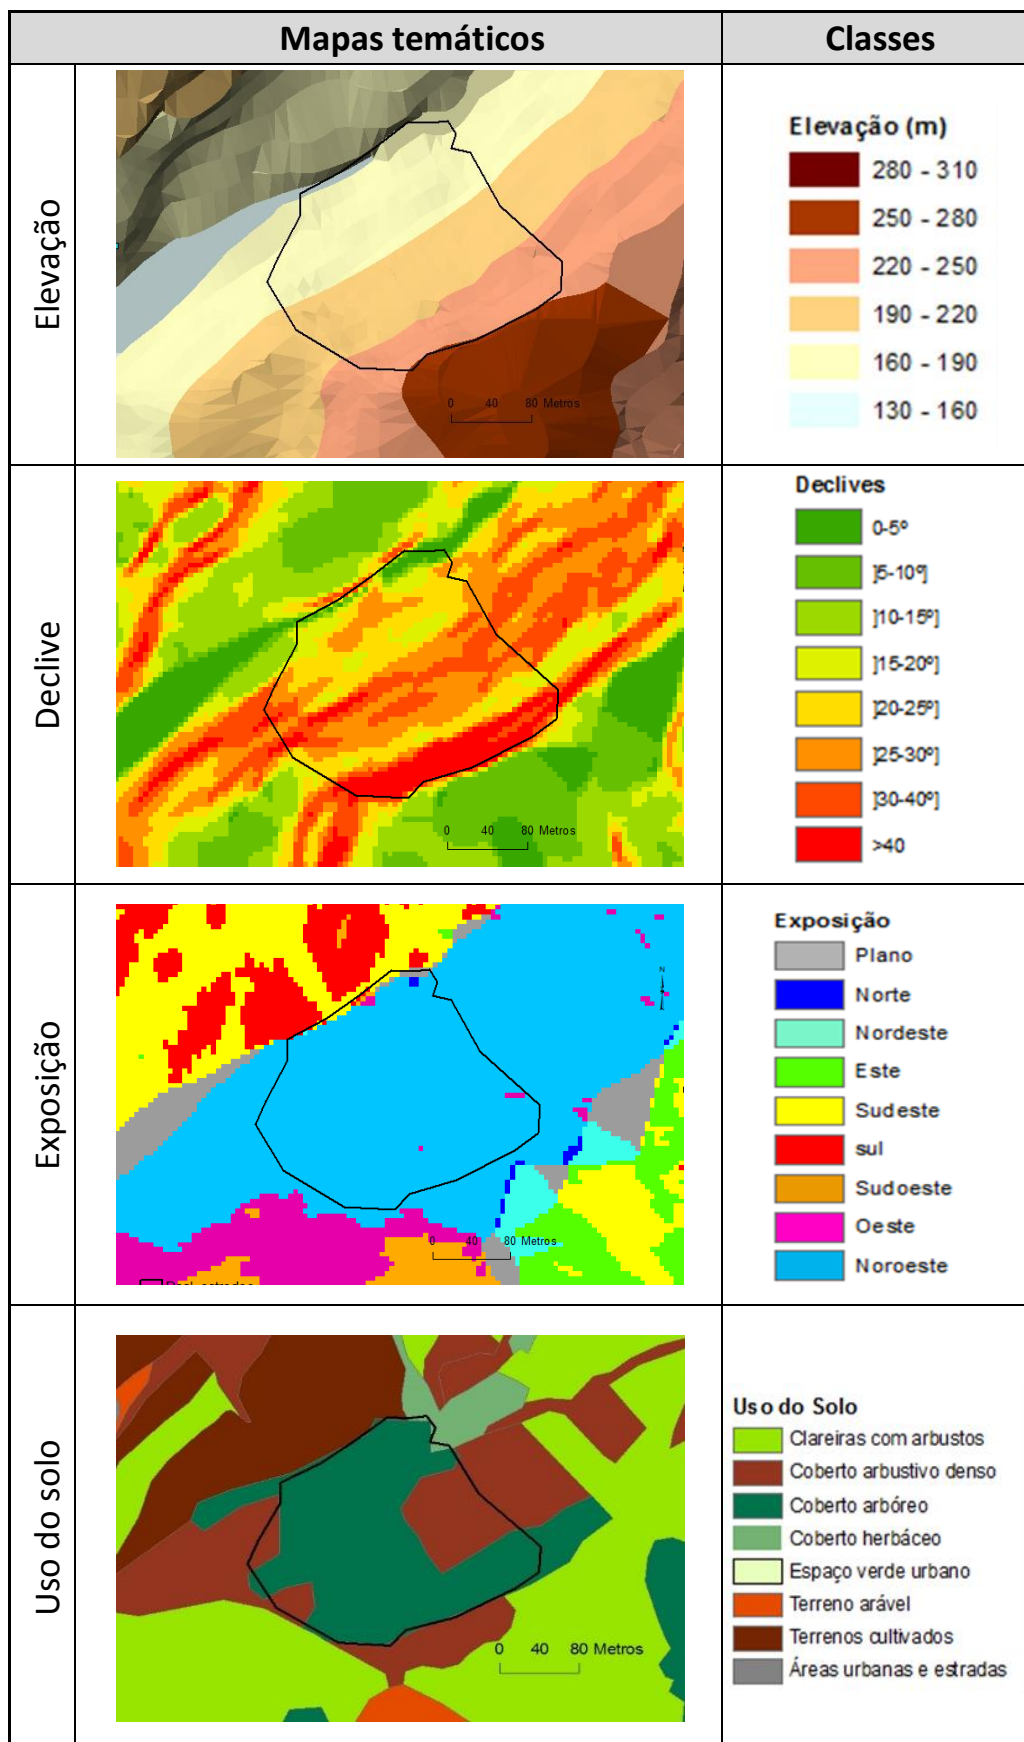 Mapas temáticos
Classes
Elevação
0 40 80 Metros
Elevação (m)
280 - 310
250 - 280
220 - 250
190 - 220
160 - 190
130 - 160
Declive
0 40 80 Metros
Declives
0-5º
]5-10º]
]10-15º]
]15-20º]
]20-25º]
]25-30º]
]30-40º]
>40
Exposição
N
0 40 80 Metros
Exposição
Plano
Norte
Nordeste
Este
Sudeste
sul
Sudoeste
Oeste
Noroeste
Uso do solo
0 40 80 Metros
Uso do Solo
Clareiras com arbustos
Coberto arbustivo denso
Coberto arbóreo
Coberto herbáceo
Espaço verde urbano
Terreno arável
Terrenos cultivados
Áreas urbanas e estradas